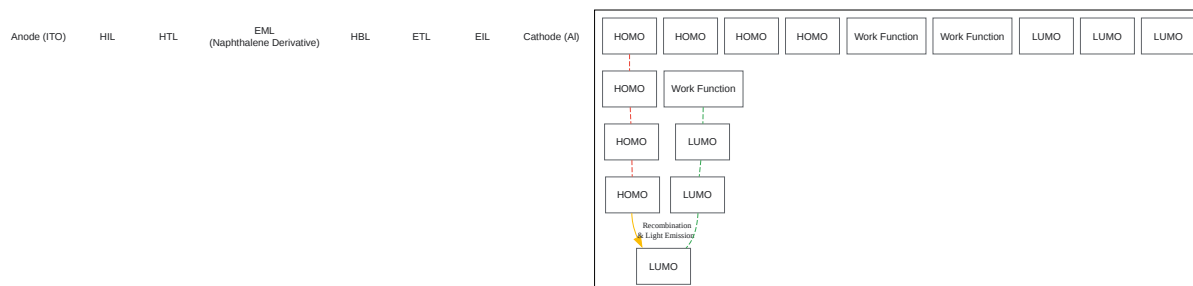 Anode (ITO)
HIL
HTL
EML
(Naphthalene Derivative)
HBL
ETL
EIL
Cathode (Al)
HOMO
HOMO
HOMO
HOMO
Work Function
Work Function
LUMO
LUMO
LUMO
HOMO
Work Function
HOMO
LUMO
HOMO
LUMO
Recombination
& Light Emission
LUMO